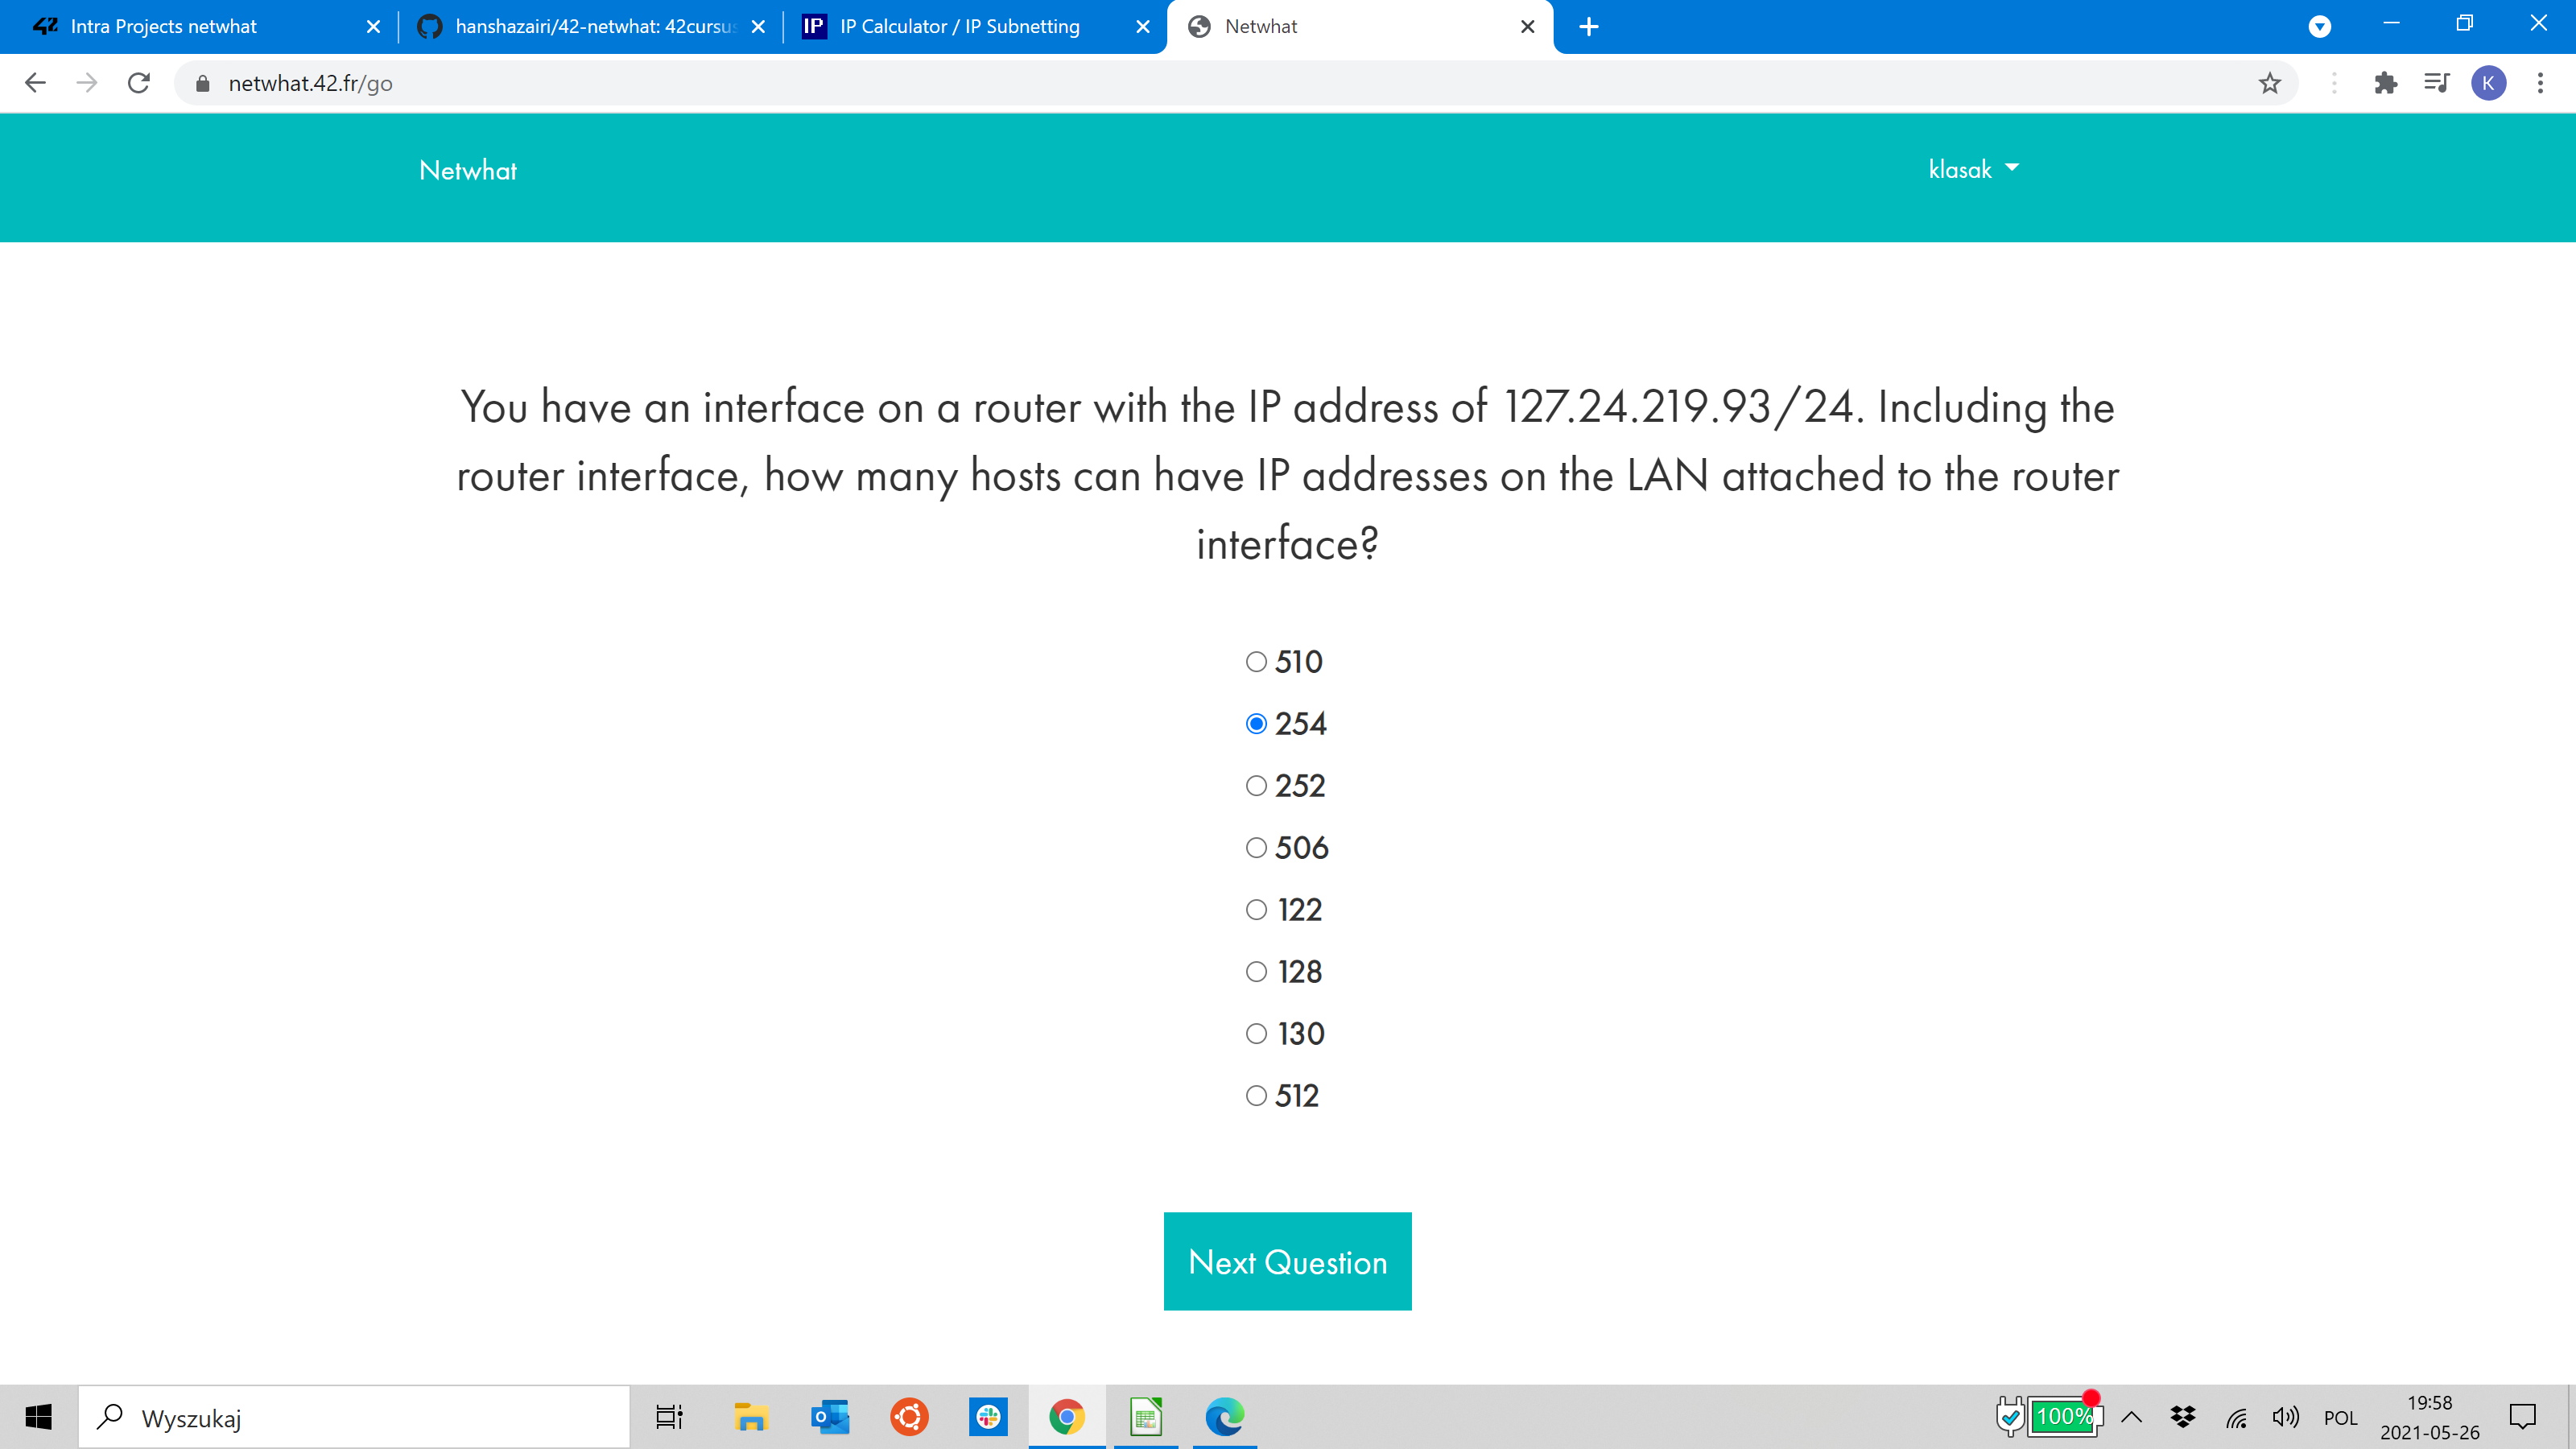 Intra Projects netwhat
hanshazairi/42-netwhat: 42cursus
IP IP Calculator / IP Subnetting
Netwhat
netwhat.42.fr/go
K
Netwhat
klasak
You have an interface on a router with the IP address of 127.24.219.93/24. Including the
router interface, how many hosts can have IP addresses on the LAN attached to the router
interface?
510
254
252
506
122
128
130
512
Next Question
Wyszukaj
100%
POL
19:58
2021-05-26